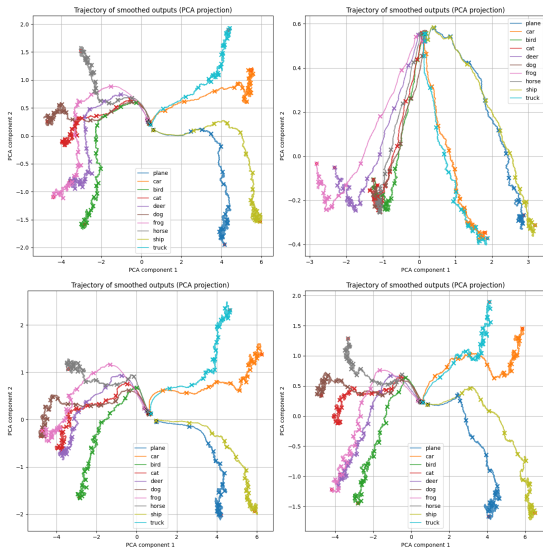 Trajectory of smoothed outputs (PCA projection)
PCA component 2
2.0
1.5
1.0
0.5
0.0
−0.5
−1.0
−1.5
−2.0
−4
−2
0
2
4
6
PCA component 1
plane
car
bird
cat
deer
dog
frog
horse
ship
truck
Trajectory of smoothed outputs (PCA projection)
PCA component 2
0.6
0.4
0.2
0.0
−0.2
−0.4
−3
−2
−1
0
1
2
3
PCA component 1
plane
car
bird
cat
deer
dog
frog
horse
ship
truck
Trajectory of smoothed outputs (PCA projection)
PCA component 2
2
1
0
−1
−2
−4
−2
0
2
4
6
PCA component 1
plane
car
bird
cat
deer
dog
frog
horse
ship
truck
Trajectory of smoothed outputs (PCA projection)
PCA component 2
2.0
1.5
1.0
0.5
0.0
−0.5
−1.0
−1.5
−4
−2
0
2
4
6
PCA component 1
plane
car
bird
cat
deer
dog
frog
horse
ship
truck